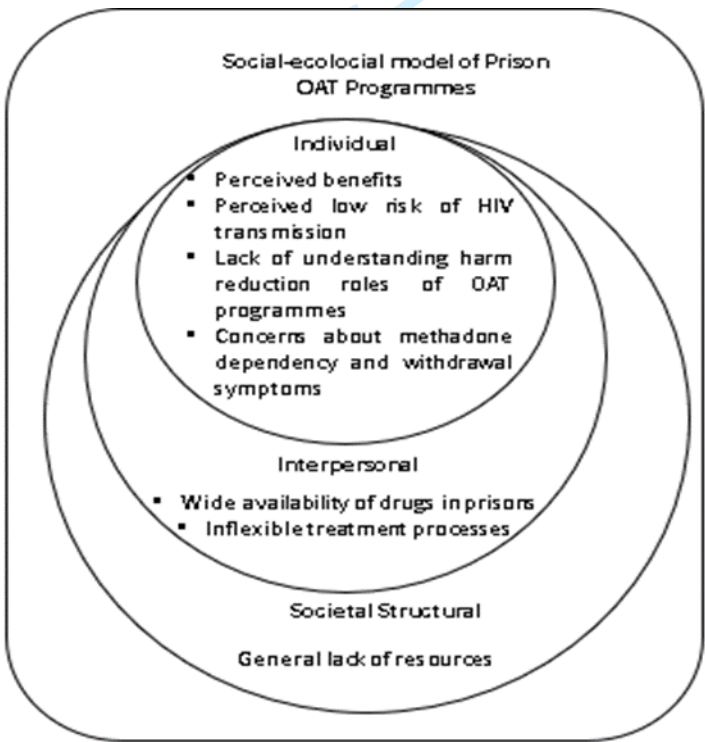 Social-ecolocial model of Prison
OAT Programmes
Individual
▪ Perceived benefits
▪ Perceived low risk of HIV
transmission
▪ Lack of understanding harm
reduction roles of OAT
programmes
▪ Concerns about methadone
dependency and withdrawal
symptoms
Interpersonal
▪ Wide availability of drugs in prisons
▪ Inflexible treatment processes
Societal Structural
General lack of resources